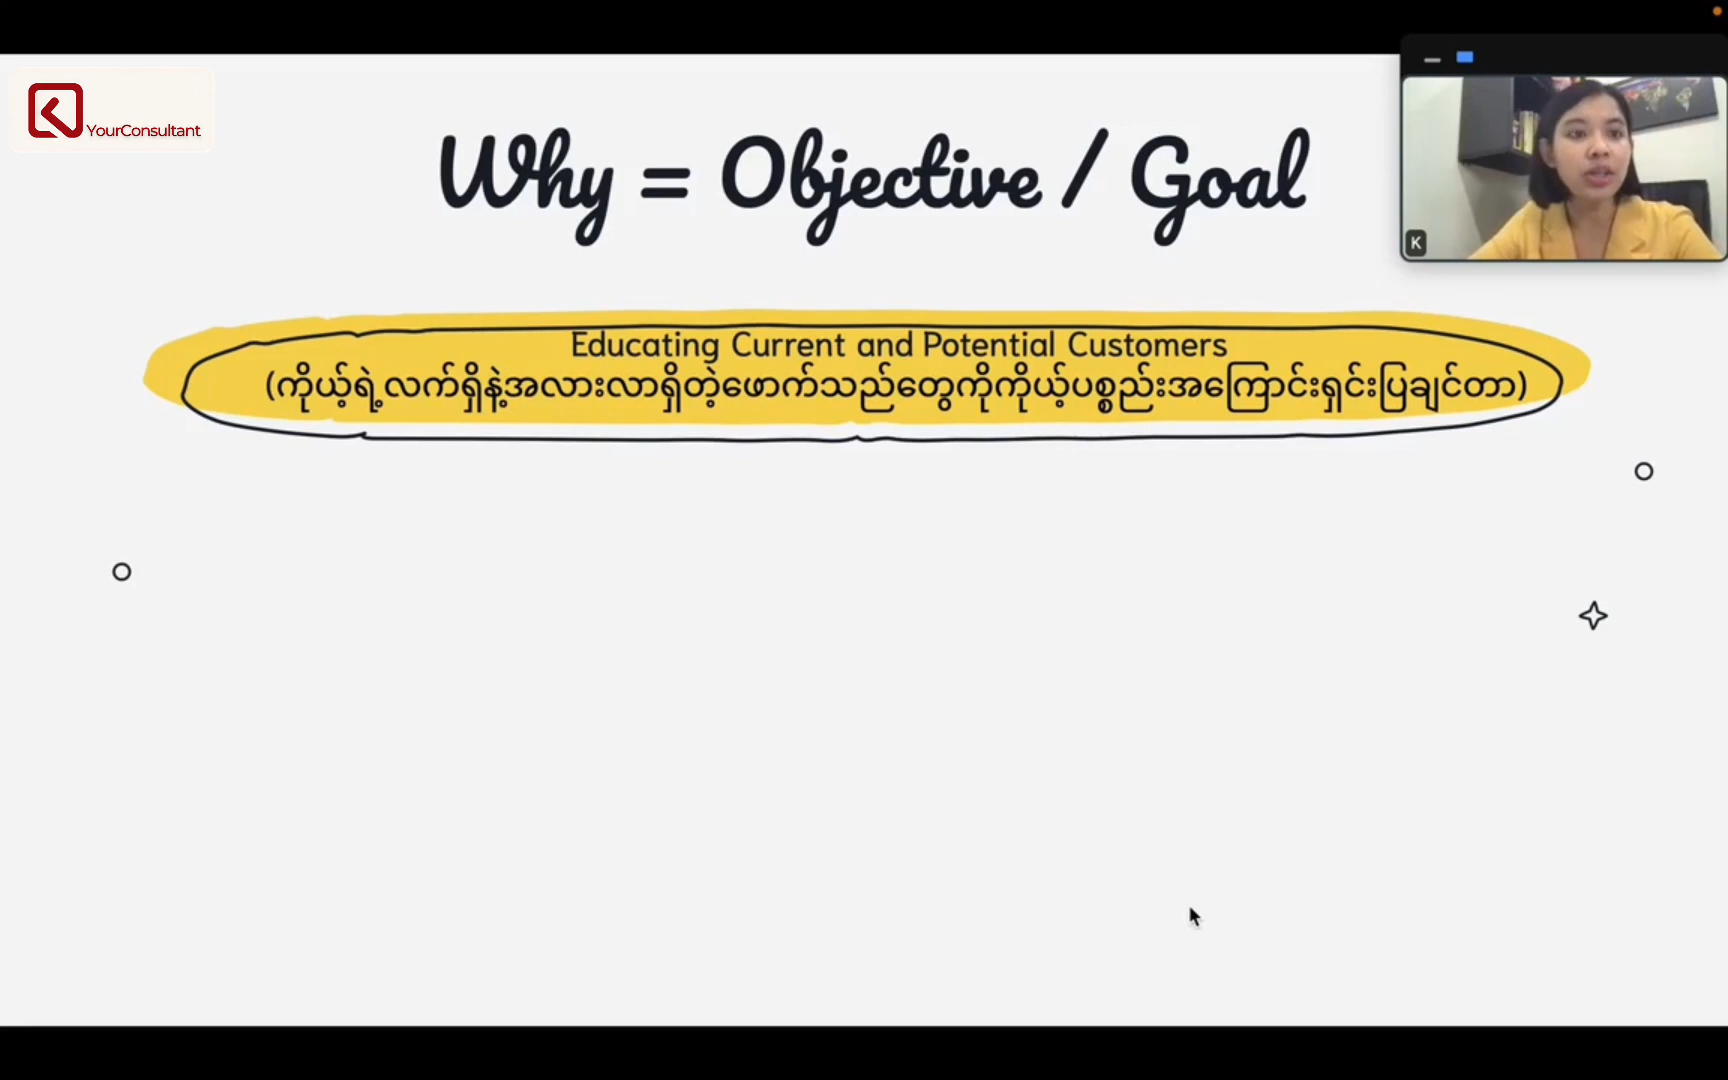 YourConsultant
Why = Objective / Goal
K
Educating Current and Potential Customers
(ကိုယ့်ရဲ့လက်ရှိနဲ့အလားလာရှိတဲ့ဖောက်သည်တွေကိုကိုယ့်ပစ္စည်းအကြောင်းရှင်းပြချင်တာ)